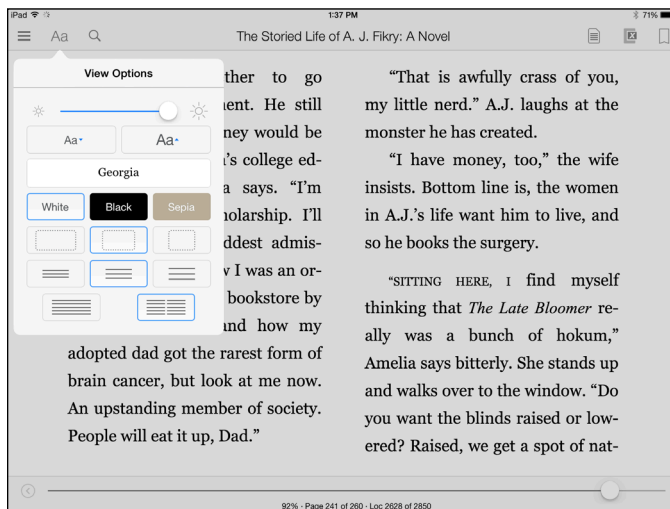 iPad 1:37 PM 71%
Aa The Storied Life of A. J. Fikry: A Novel
View Options
Aa Aa
Georgia
White Black Sepia
ther to go
ent. He still
ney would be
's college ed-
a says. “I’m
holarship. I’ll
ddest admis-
w I was an or-
bookstore by
and how my
adopted dad got the rarest form of
brain cancer, but look at me now.
An upstanding member of society.
People will eat it up, Dad.”
“That is awfully crass of you,
my little nerd.” A.J. laughs at the
monster he has created.
“I have money, too,” the wife
insists. Bottom line is, the women
in A.J.’s life want him to live, and
so he books the surgery.
“SITTING HERE, I find myself
thinking that The Late Bloomer re-
ally was a bunch of hokum,”
Amelia says bitterly. She stands up
and walks over to the window. “Do
you want the blinds raised or low-
ered? Raised, we get a spot of nat-
92% · Page 241 of 260 · Loc 2628 of 2850